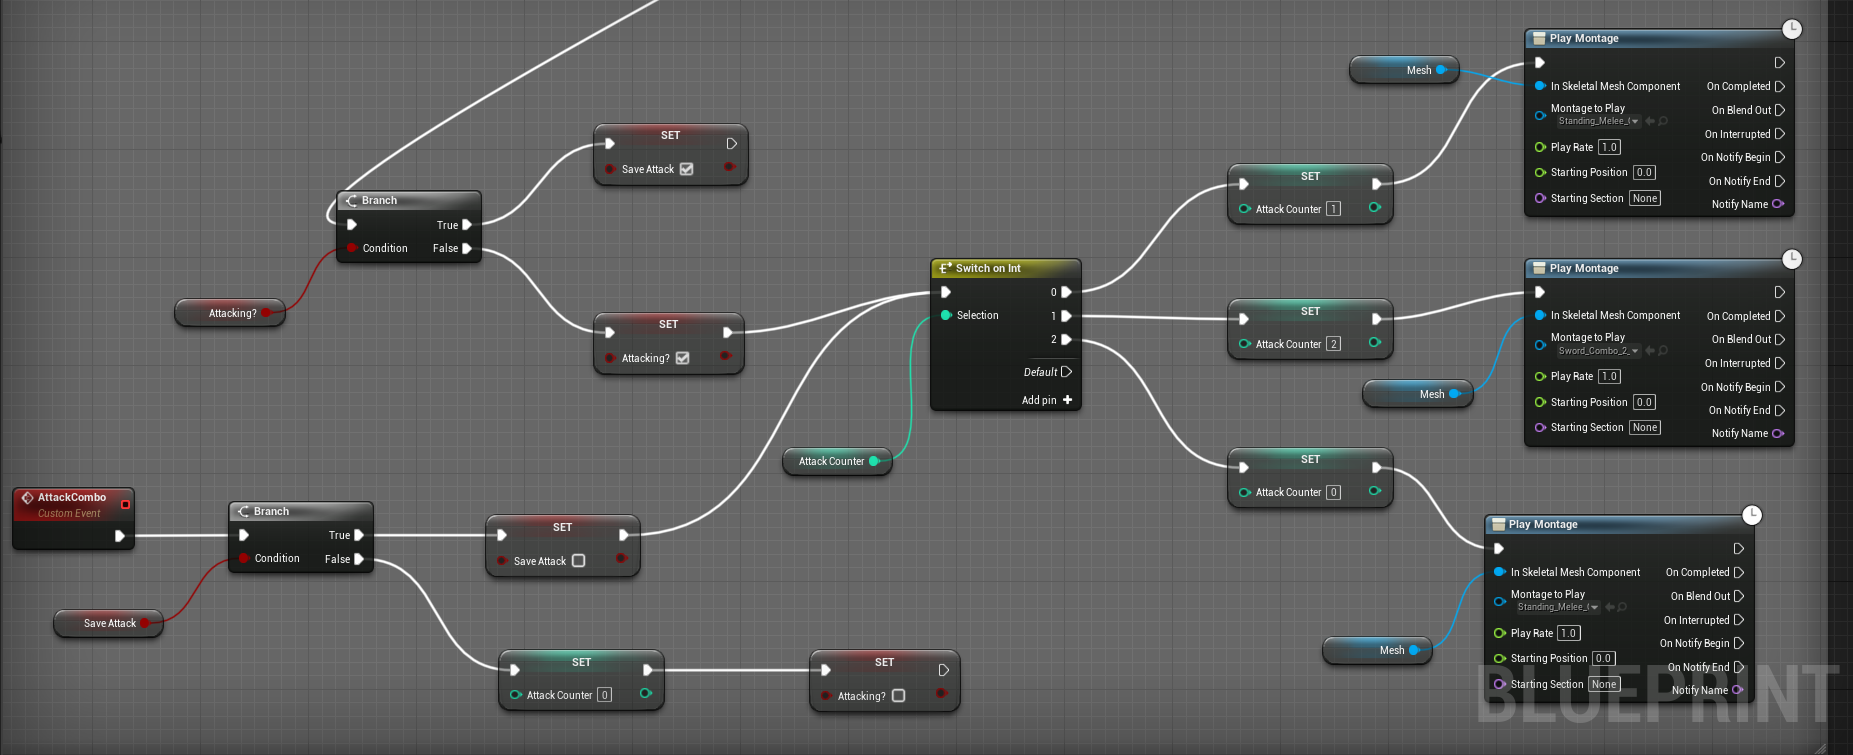 SET
Save Attack
Branch
True
Condition
False
Attacking?
SET
Attacking?
Switch on Int
0
Selection
1
2
Default
Add pin
Attack Counter
AttackCombo
Custom Event
Branch
True
Condition
False
Save Attack
SET
Save Attack
SET
Attack Counter 0
SET
Attacking?
SET
Attack Counter 1
SET
Attack Counter 2
SET
Attack Counter 0
Mesh
Play Montage
In Skeletal Mesh Component On Completed
Montage to Play On Blend Out
Standing_Melee_
On Interrupted
Play Rate 1.0
On Notify Begin
Starting Position 0.0
On Notify End
Starting Section None
Notify Name
Mesh
Play Montage
In Skeletal Mesh Component On Completed
Montage to Play On Blend Out
Sword_Combo_2_
On Interrupted
Play Rate 1.0
On Notify Begin
Starting Position 0.0
On Notify End
Starting Section None
Notify Name
Mesh
Play Montage
In Skeletal Mesh Component On Completed
Montage to Play On Blend Out
Standing_Melee_
On Interrupted
Play Rate 1.0
On Notify Begin
Starting Position 0.0
On Notify End
Starting Section None
Notify Name
BLUEPRINT